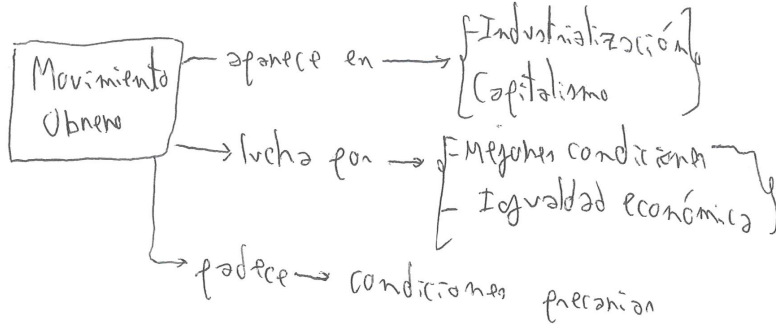 Movimiento
Obrero
aparece en
- Industrialización
Capitalismo
lucha por
- Mejores condiciones
- Igualdad económica
padece
condiciones precarias